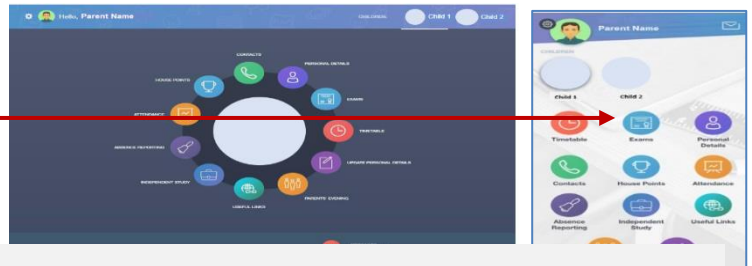 Hello, Parent Name
CHILDREN
Child 1
Child 2
CONTACTS
PERSONAL DETAILS
HOUSE POINTS
EXAMS
ATTENDANCE
TIMETABLE
ABSENCE REPORTING
UPDATE PERSONAL DETAILS
INDEPENDENT STUDY
PARENTS' EVENING
USEFUL LINKS
Parent Name
CHILDREN
Child 1
Child 2
Timetable
Exams
Personal
Details
Contacts
House Points
Attendance
Absence
Reporting
Independent
Study
Useful Links